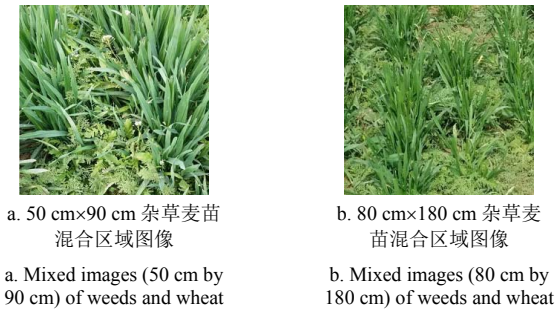 a. 50 cm×90 cm 杂草麦苗
混合区域图像
a. Mixed images (50 cm by
90 cm) of weeds and wheat
b. 80 cm×180 cm 杂草麦
苗混合区域图像
b. Mixed images (80 cm by
180 cm) of weeds and wheat